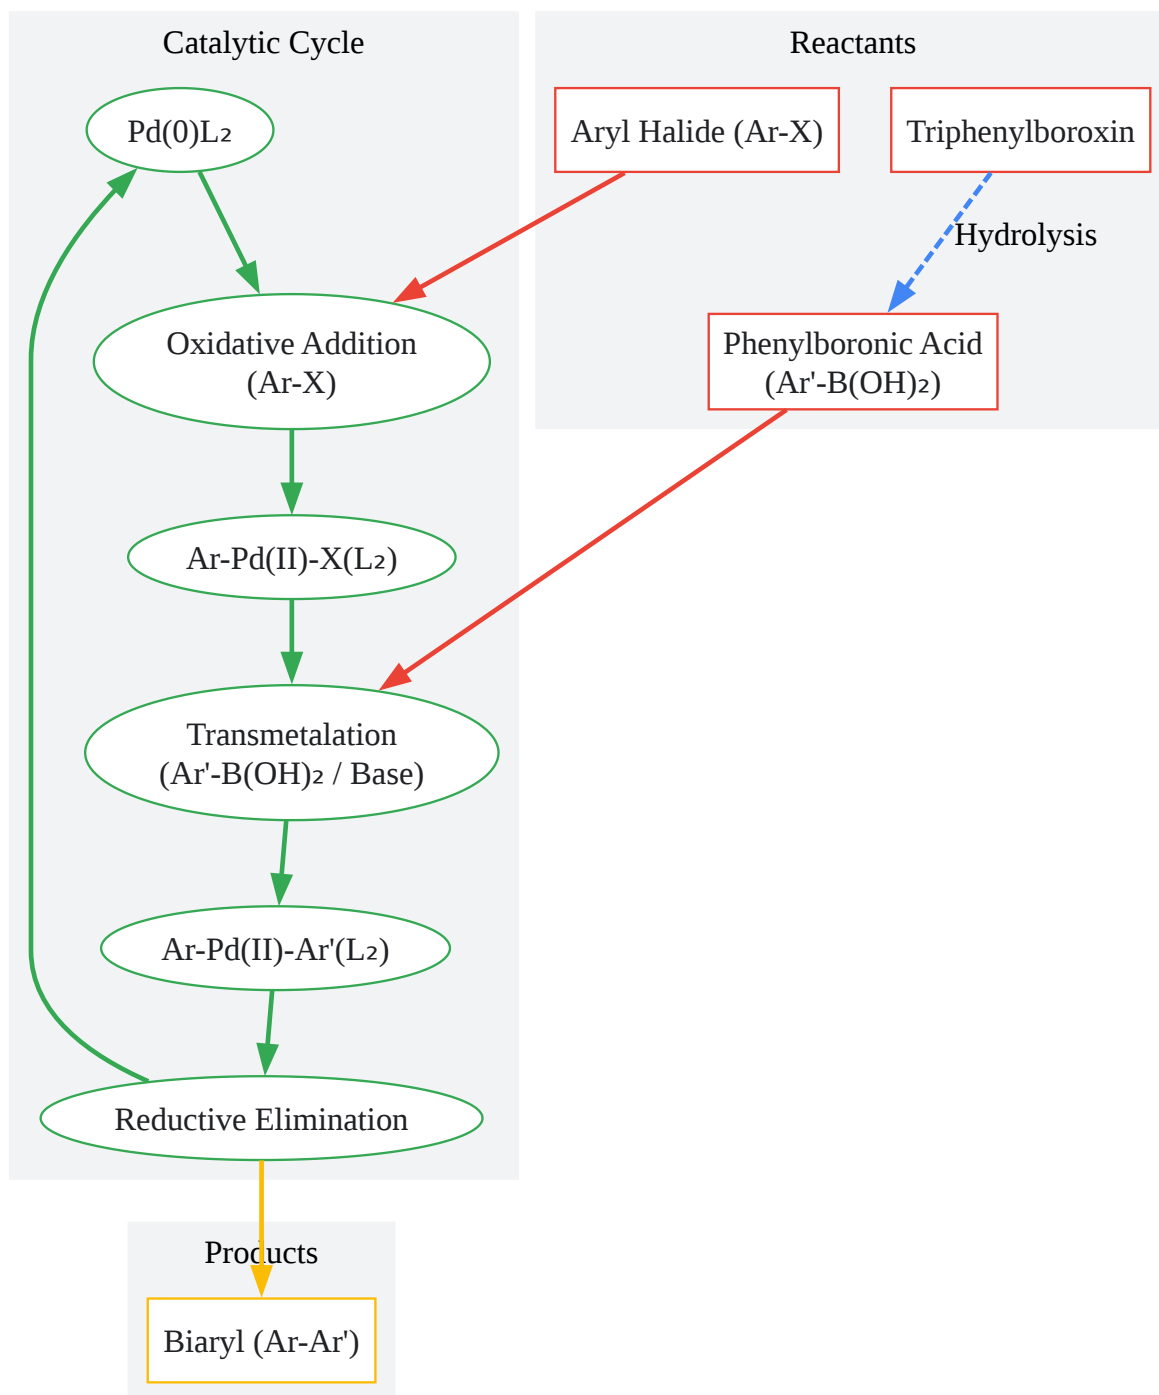 Catalytic Cycle
Pd(0)L₂
Oxidative Addition
(Ar-X)
Ar-Pd(II)-X(L₂)
Transmetalation
(Ar'-B(OH)₂ / Base)
Ar-Pd(II)-Ar'(L₂)
Reductive Elimination
Reactants
Aryl Halide (Ar-X)
Triphenylboroxin
Hydrolysis
Phenylboronic Acid
(Ar'-B(OH)₂)
Products
Biaryl (Ar-Ar')